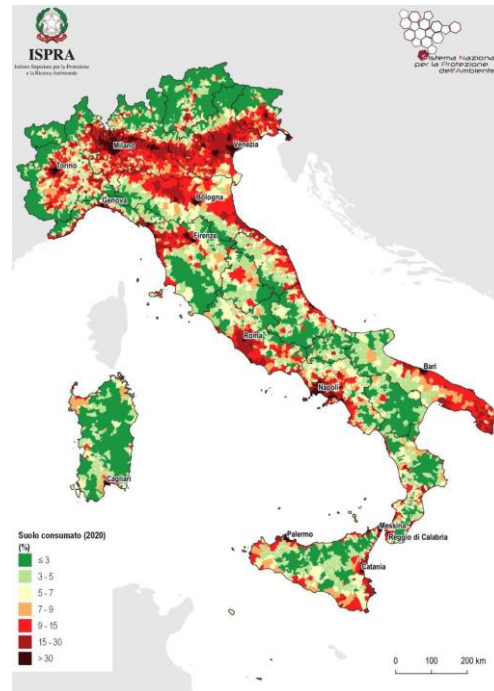 ISPRA
Istituto Superiore per la Protezione
e la Ricerca Ambientale
Sistema Nazionale
per la Protezione
dell'Ambiente
Milano
Venezia
Torino
Genova
Bologna
Firenze
Roma
Napoli
Bari
Cagliari
Messina
Palermo
Reggio di Calabria
Catania
Suolo consumato (2020)
(%)
≤ 3
3 - 5
5 - 7
7 - 9
9 - 15
15 - 30
> 30
0 100 200 km